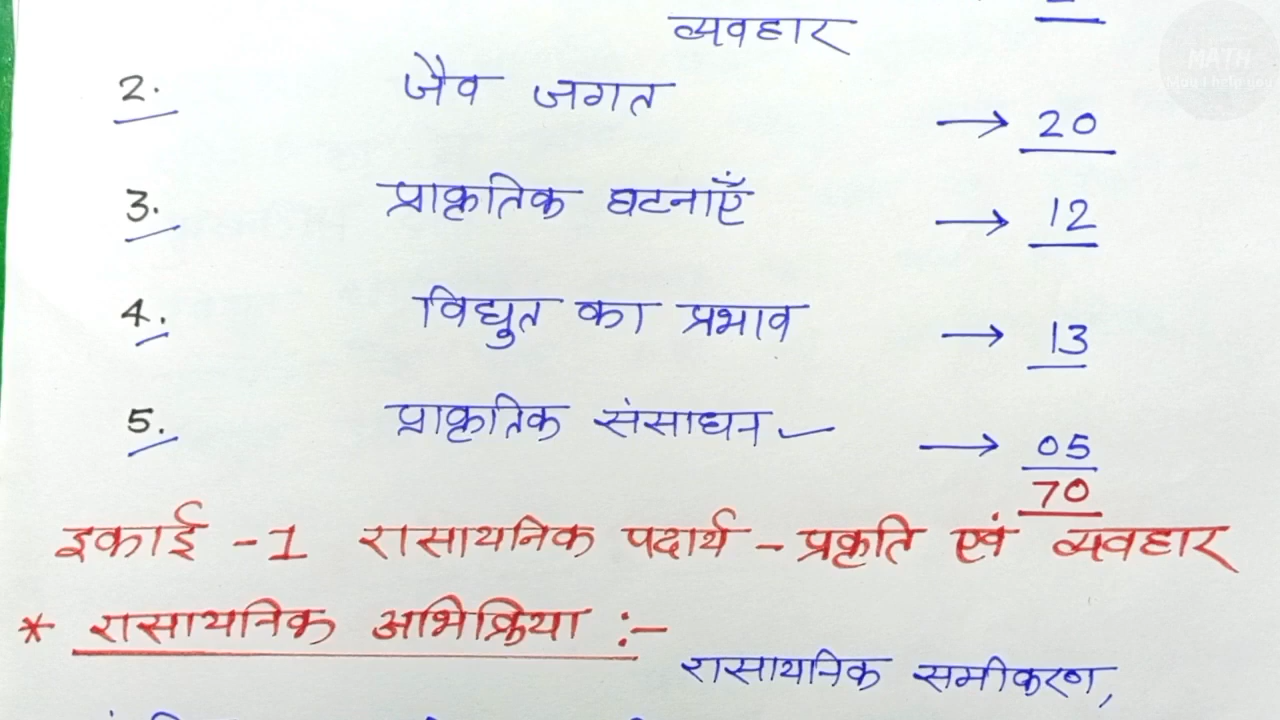 व्यवहार
2. जैव जगत → 20
3. प्राकृतिक घटनाएँ → 12
4. विद्युत का प्रभाव → 13
5. प्राकृतिक संसाधन → 05
70
इकाई -1 रासायनिक पदार्थ - प्रकृति एवं व्यवहार
* रासायनिक अभिक्रिया :-
रासायनिक समीकरण,
MATH